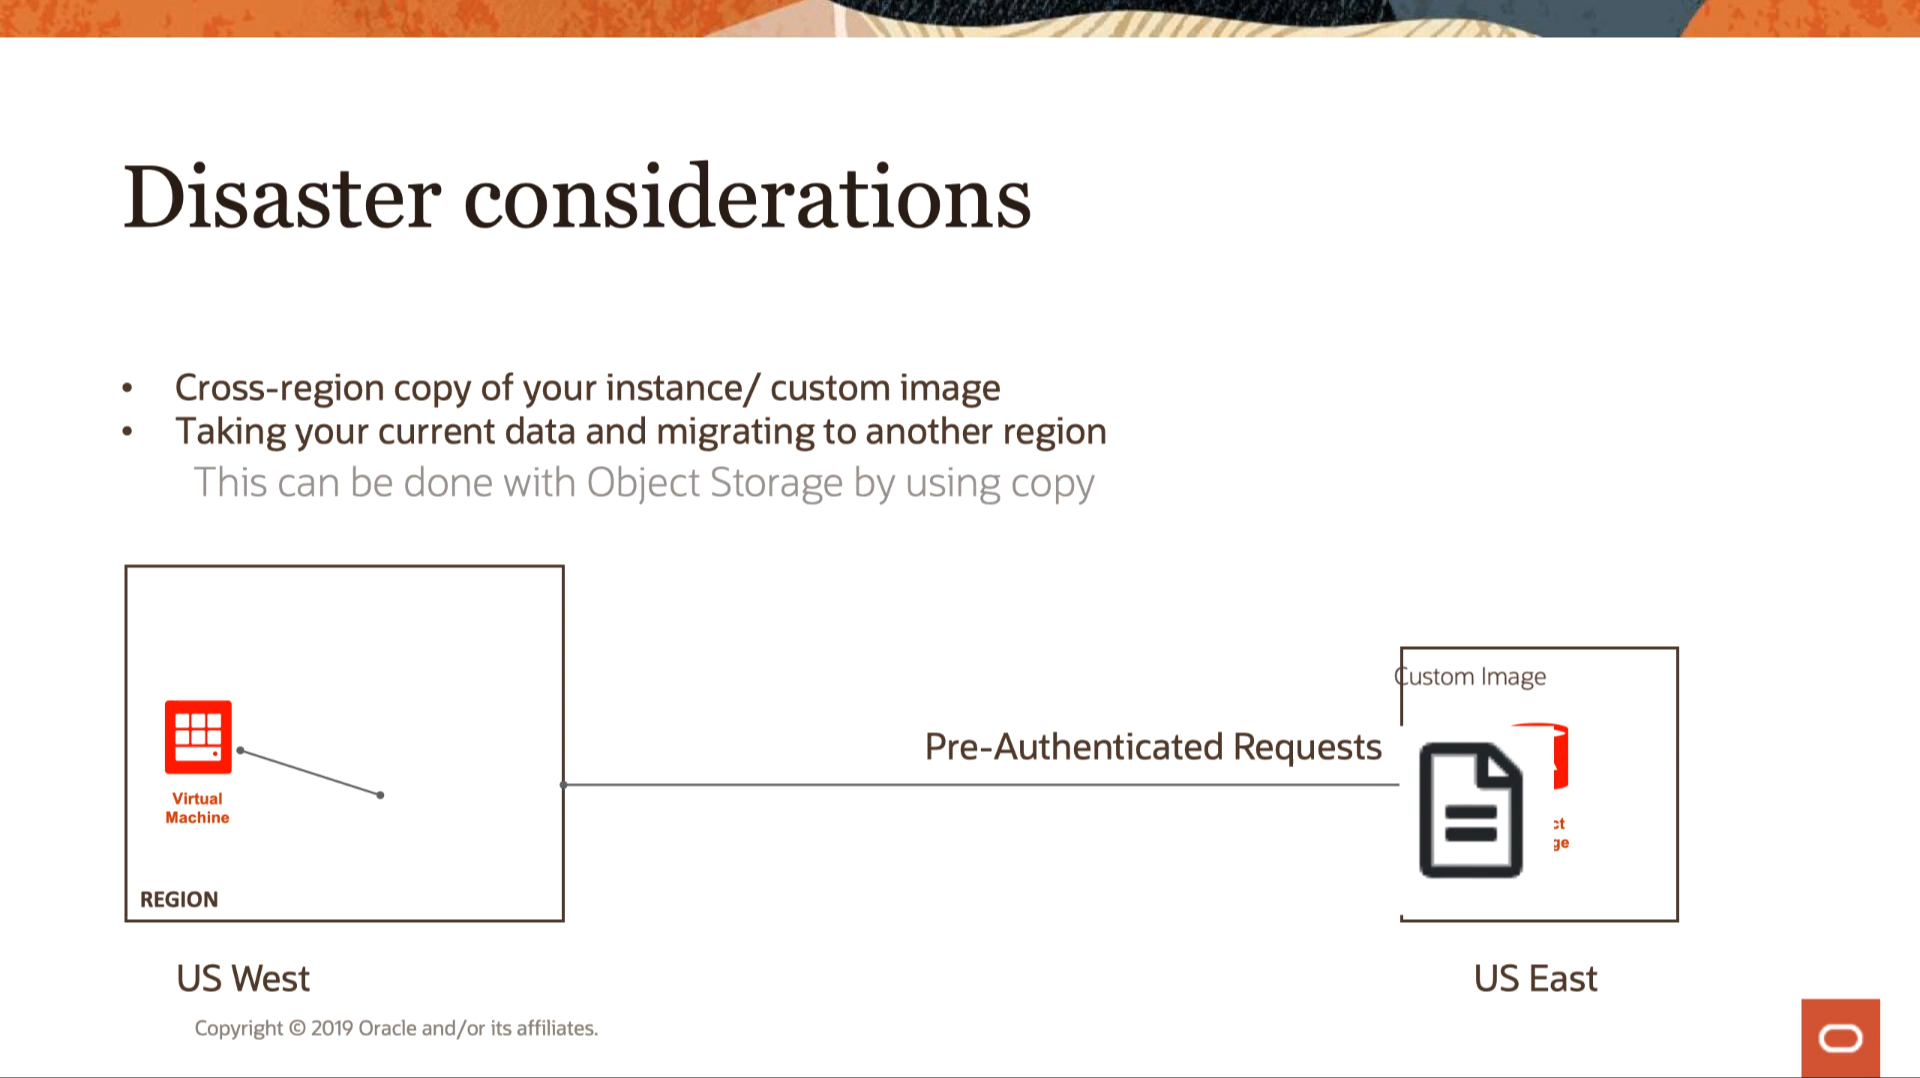 Disaster considerations
• Cross-region copy of your instance/ custom image
• Taking your current data and migrating to another region
This can be done with Object Storage by using copy
Custom Image
Pre-Authenticated Requests
Virtual
Machine
ct
ge
REGION
US West
US East
Copyright © 2019 Oracle and/or its affiliates.